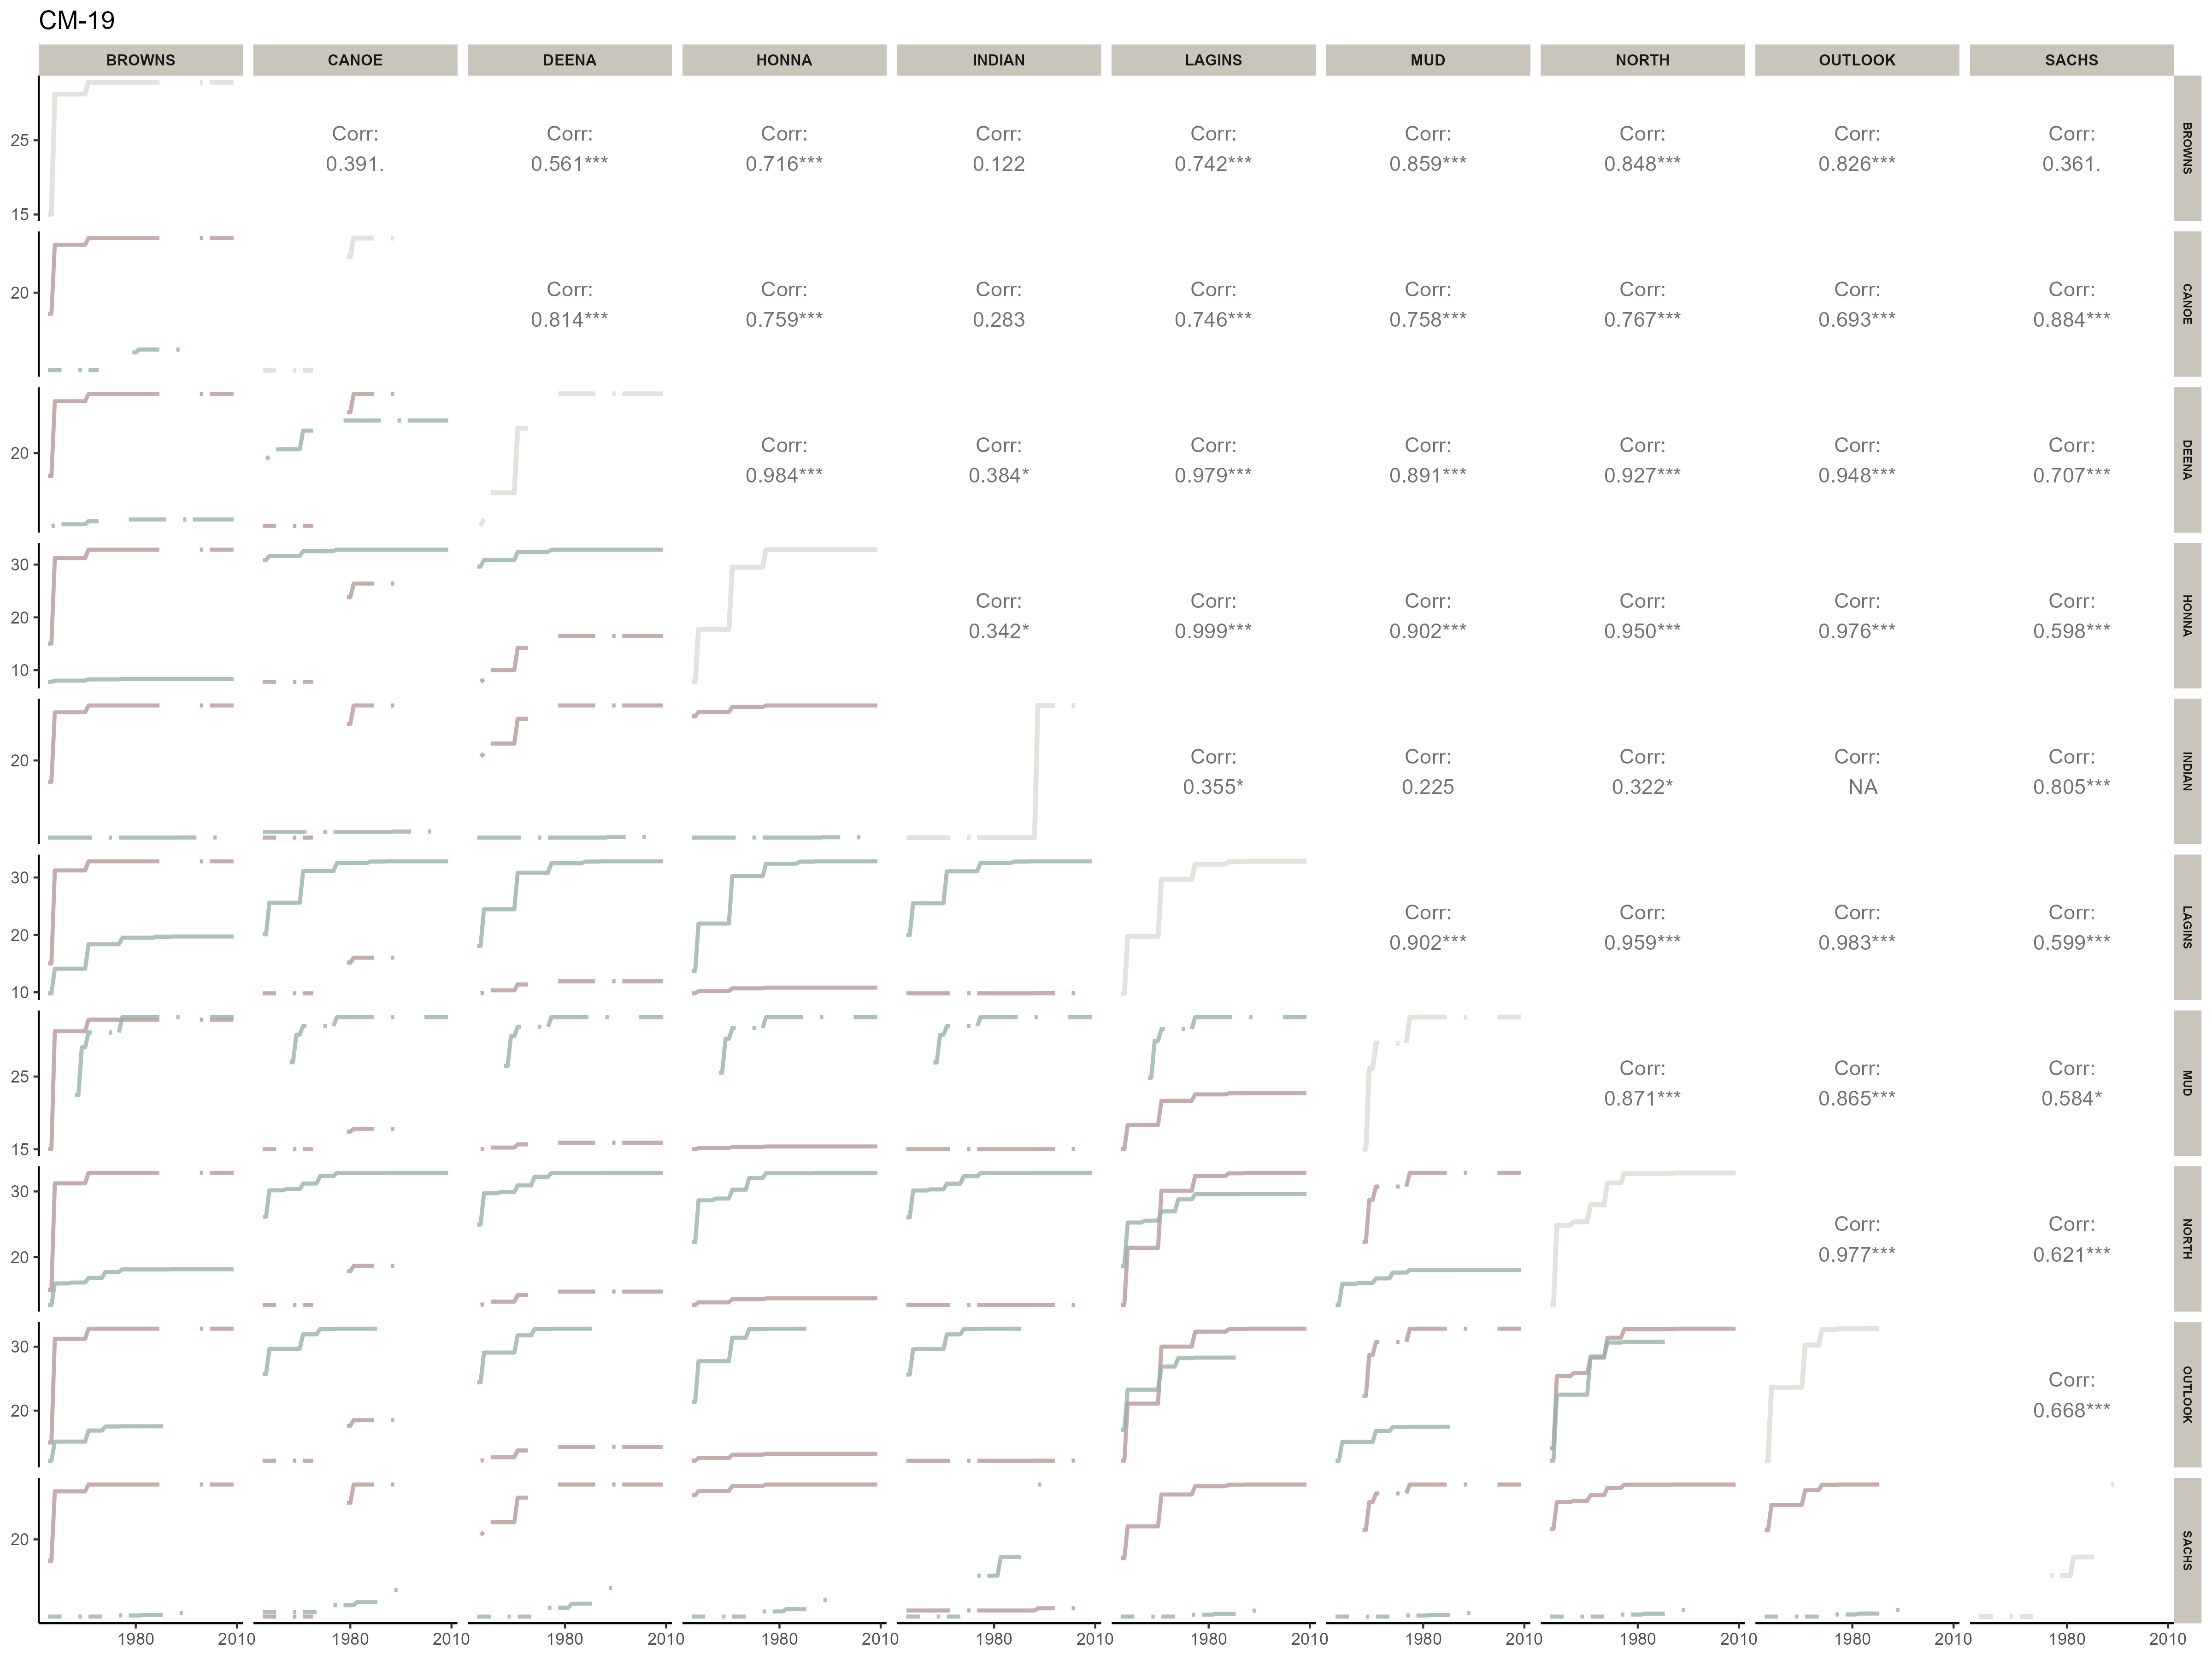 CM-19
BROWNS CANOE DEENA HONNA INDIAN LAGINS MUD NORTH OUTLOOK SACHS
25
Corr: Corr: Corr: Corr: Corr: Corr: Corr: Corr: Corr:
0.391. 0.561*** 0.716*** 0.122 0.742*** 0.859*** 0.848*** 0.826*** 0.361.
15
BROWNS
20
Corr: Corr: Corr: Corr: Corr: Corr: Corr: Corr:
0.814*** 0.759*** 0.283 0.746*** 0.758*** 0.767*** 0.693*** 0.884***
CANOE
20
Corr: Corr: Corr: Corr: Corr: Corr: Corr:
0.984*** 0.384* 0.979*** 0.891*** 0.927*** 0.948*** 0.707***
DEENA
30
20
10
Corr: Corr: Corr: Corr: Corr: Corr:
0.342* 0.999*** 0.902*** 0.950*** 0.976*** 0.598***
HONNA
20
Corr: Corr: Corr: Corr: Corr:
0.355* 0.225 0.322* NA 0.805***
INDIAN
30
20
10
Corr: Corr: Corr: Corr:
0.902*** 0.959*** 0.983*** 0.599***
LAGINS
25
15
Corr: Corr: Corr:
0.871*** 0.865*** 0.584*
MUD
30
20
Corr: Corr:
0.977*** 0.621***
NORTH
30
20
Corr:
0.668***
OUTLOOK
20
SACHS
1980 2010 1980 2010 1980 2010 1980 2010 1980 2010 1980 2010 1980 2010 1980 2010 1980 2010 1980 2010